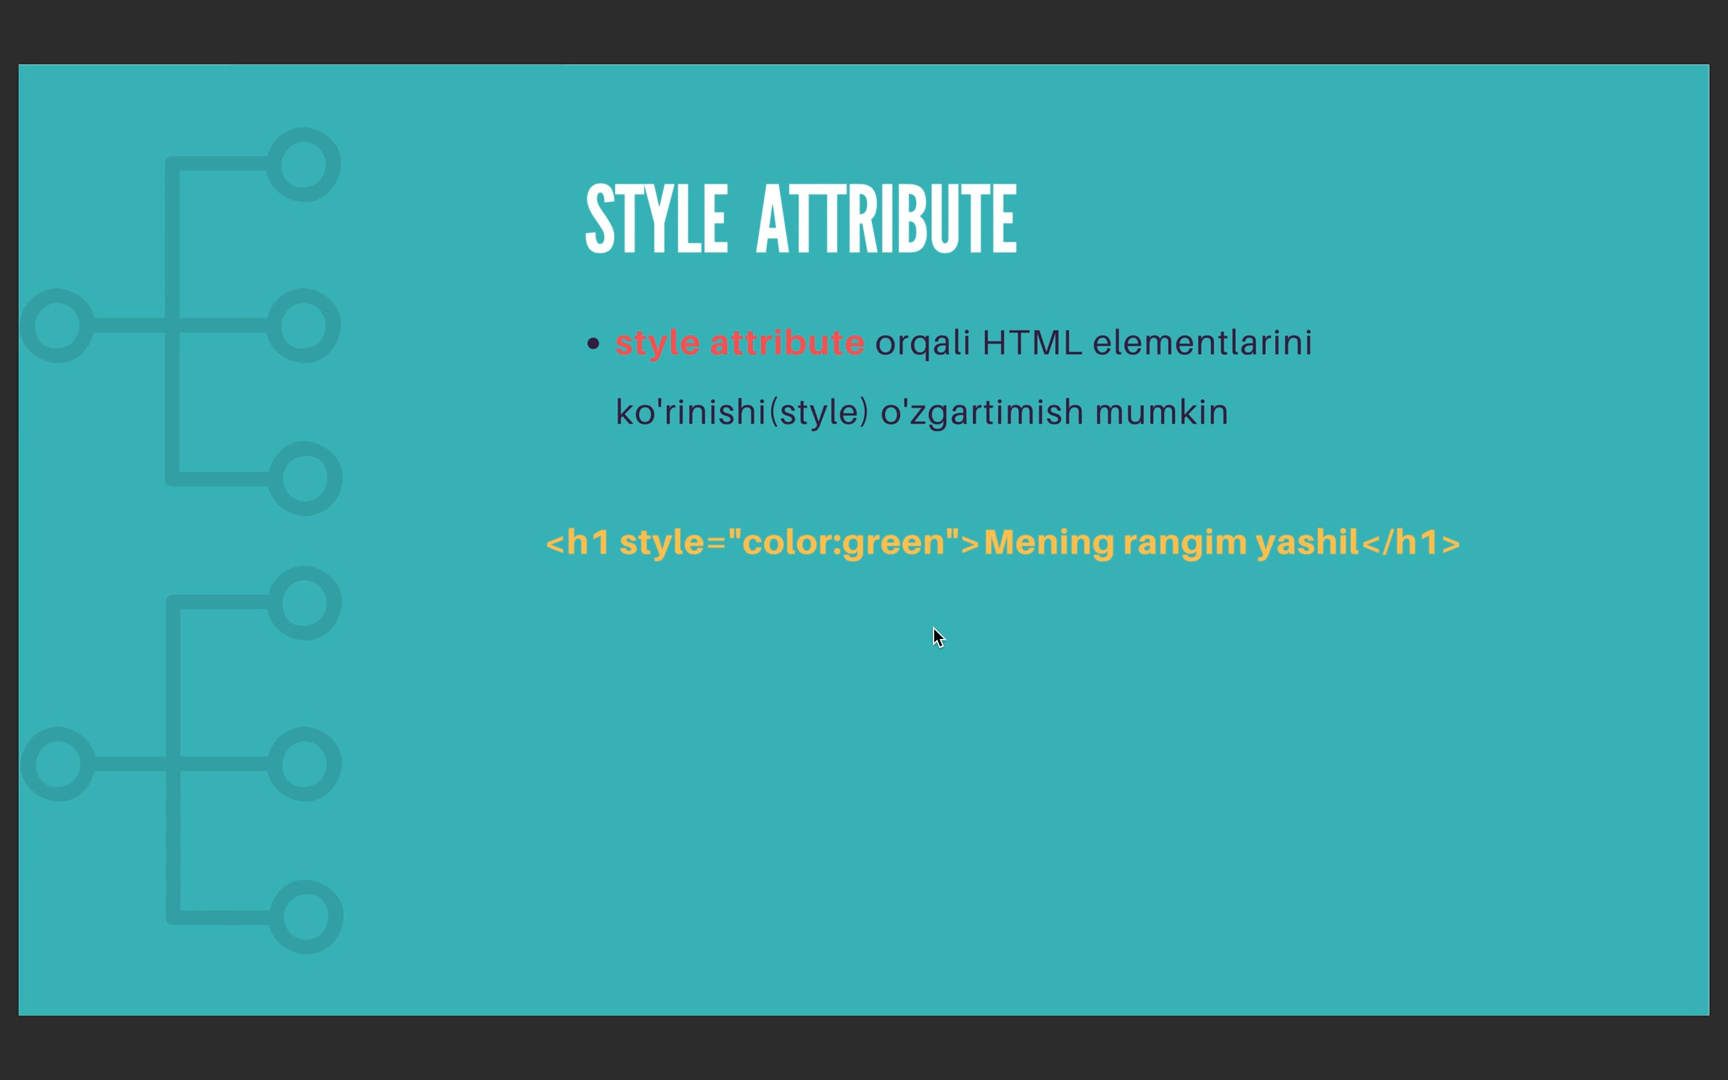 STYLE ATTRIBUTE
• style attribute orqali HTML elementlarini
ko'rinishi(style) o'zgartimish mumkin
<h1 style="color:green">Mening rangim yashil</h1>